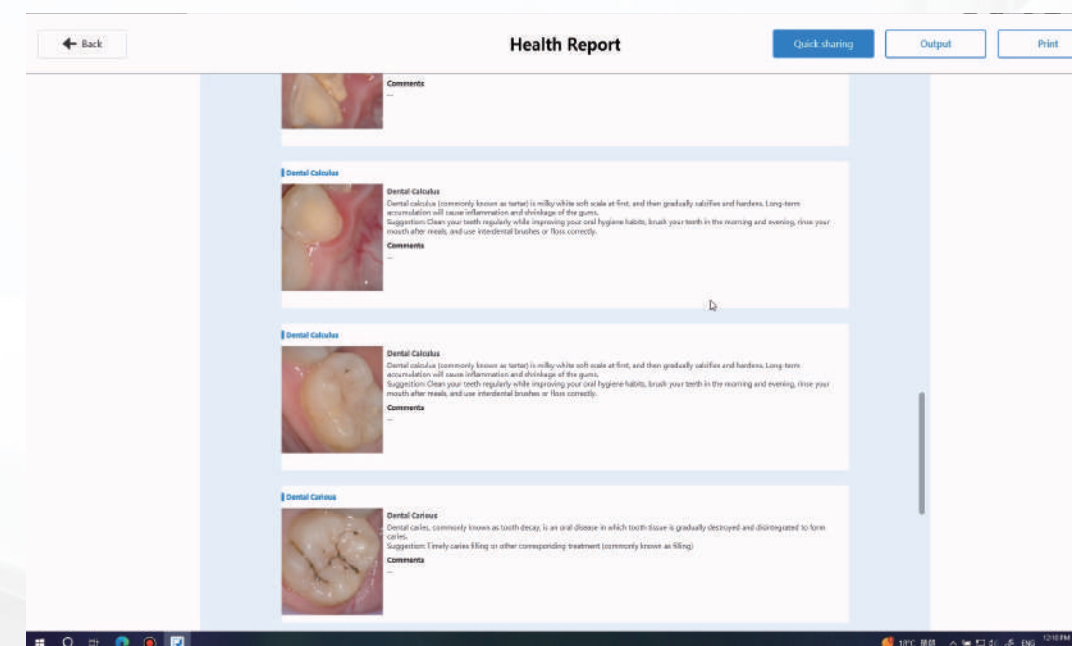 Back
Health Report
Quick sharing
Output
Print
Comments
...
Dental Calculus
Dental Calculus
Dental calculus (commonly known as tartar) is milky white soft scale at first, and then gradually calcifies and hardens. Long-term
accumulation will cause inflammation and shrinkage of the gums.
Suggestion: Clean your teeth regularly while improving your oral hygiene habits, brush your teeth in the morning and evening, rinse your
mouth after meals, and use interdental brushes or floss correctly.
Comments
...
Dental Calculus
Dental Calculus
Dental calculus (commonly known as tartar) is milky white soft scale at first, and then gradually calcifies and hardens. Long-term
accumulation will cause inflammation and shrinkage of the gums.
Suggestion: Clean your teeth regularly while improving your oral hygiene habits, brush your teeth in the morning and evening, rinse your
mouth after meals, and use interdental brushes or floss correctly.
Comments
...
Dental Carious
Dental Carious
Dental caries, commonly known as tooth decay, is an oral disease in which tooth tissue is gradually destroyed and disintegrated to form
caries.
Suggestion: Timely caries filling or other corresponding treatment (commonly known as filling)
Comments
...
18°C
ENG
12:10 PM